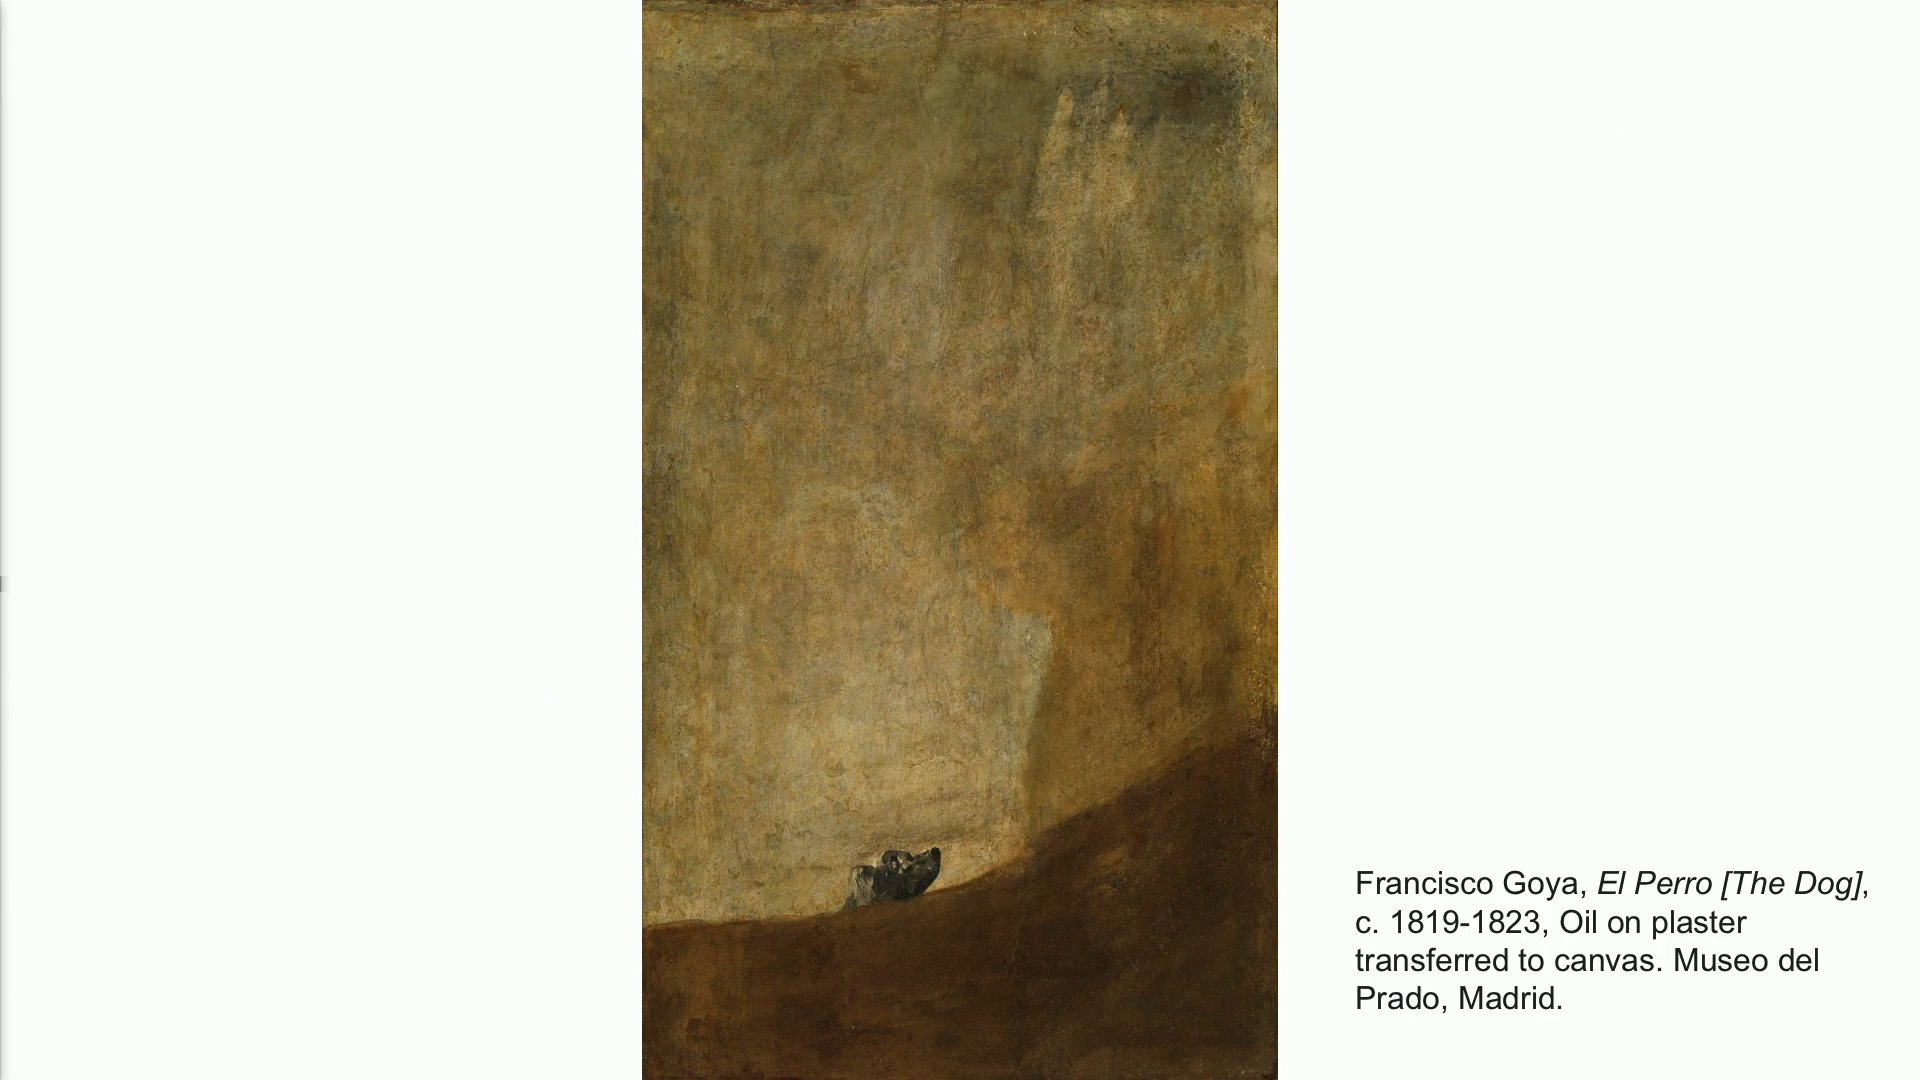 Francisco Goya, El Perro [The Dog],
c. 1819-1823, Oil on plaster
transferred to canvas. Museo del
Prado, Madrid.